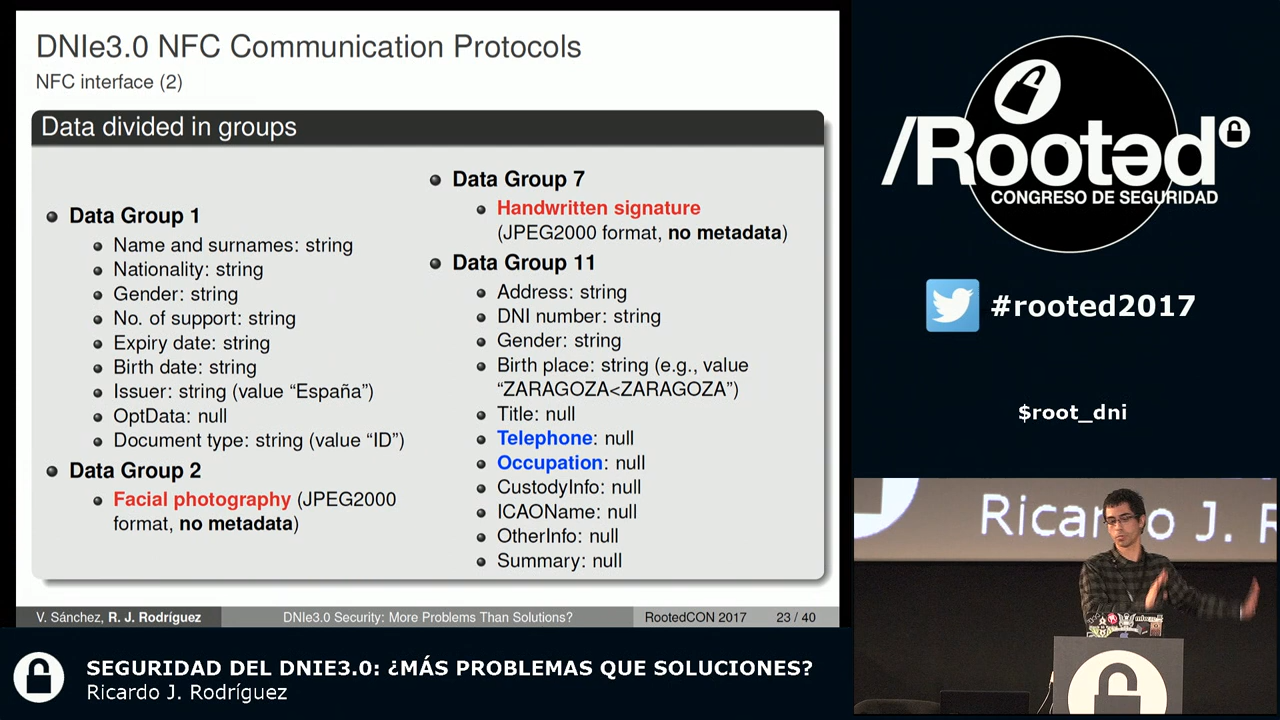 DNIe3.0 NFC Communication Protocols
NFC interface (2)
Data divided in groups
Data Group 1
Name and surnames: string
Nationality: string
Gender: string
No. of support: string
Expiry date: string
Birth date: string
Issuer: string (value “España”)
OptData: null
Document type: string (value “ID”)
Data Group 2
Facial photography (JPEG2000
format, no metadata)
Data Group 7
Handwritten signature
(JPEG2000 format, no metadata)
Data Group 11
Address: string
DNI number: string
Gender: string
Birth place: string (e.g., value
“ZARAGOZA<ZARAGOZA”)
Title: null
Telephone: null
Occupation: null
CustodyInfo: null
ICAOName: null
OtherInfo: null
Summary: null
V. Sánchez, R. J. Rodríguez
DNIe3.0 Security: More Problems Than Solutions?
RootedCON 2017
23 / 40
/Rootəd
CONGRESO DE SEGURIDAD
#rooted2017
$root_dni
Ricardo J. R
SEGURIDAD DEL DNIE3.0: ¿MÁS PROBLEMAS QUE SOLUCIONES?
Ricardo J. Rodríguez